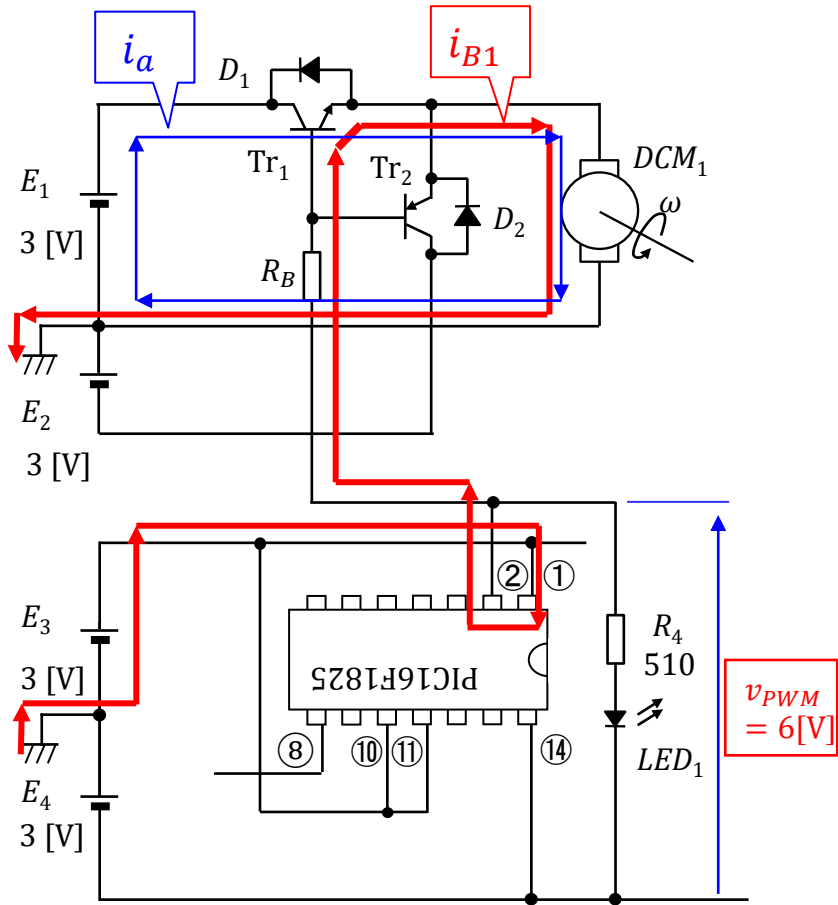 i_a
i_B1
D_1
E_1
3 [V]
Tr_1
Tr_2
DCM_1
ω
D_2
R_B
E_2
3 [V]
② ①
E_3
3 [V]
PIC16F1825
R_4
510
v_PWM
= 6[V]
⑧ ⑩ ⑪ ⑭
LED_1
E_4
3 [V]